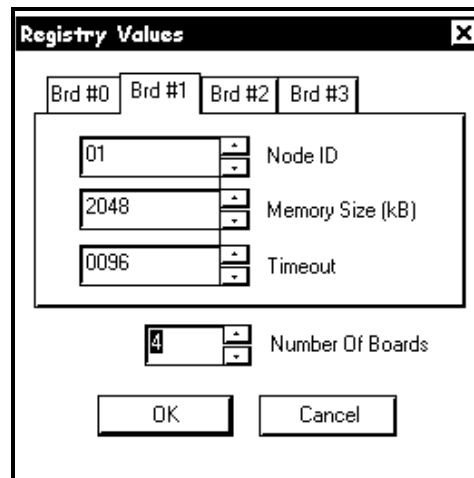 Registry Values
Brd #0 Brd #1 Brd #2 Brd #3
01 Node ID
2048 Memory Size (kB)
0096 Timeout
4 Number Of Boards
OK Cancel